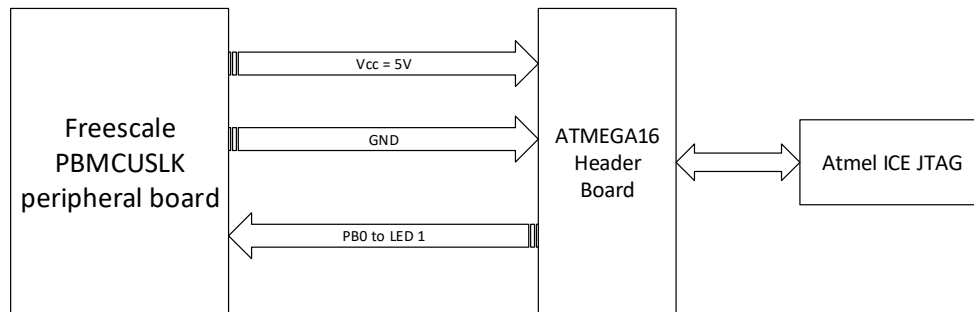 Freescale
PBMCUSLK
peripheral board
Vcc = 5V
GND
PB0 to LED 1
ATMEGA16
Header
Board
Atmel ICE JTAG